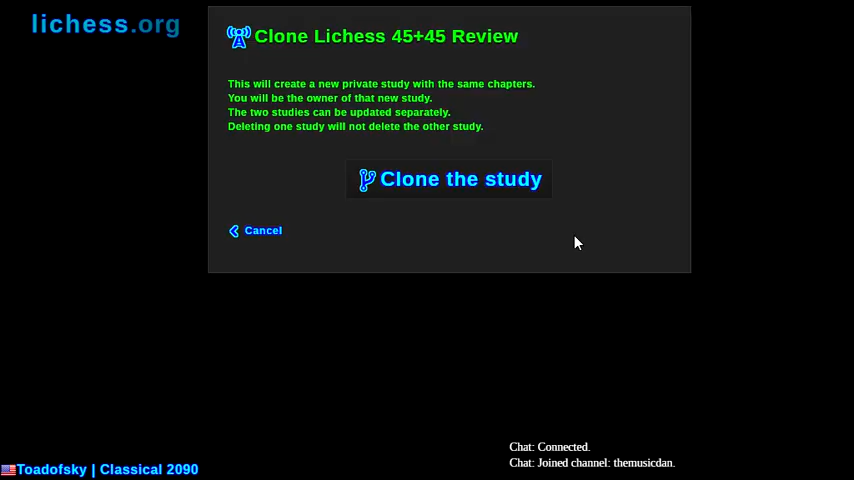 lichess.org
Clone Lichess 45+45 Review
This will create a new private study with the same chapters.
You will be the owner of that new study.
The two studies can be updated separately.
Deleting one study will not delete the other study.
Clone the study
Cancel
Chat: Connected.
Chat: Joined channel: themusicdan.
Toadofsky | Classical 2090